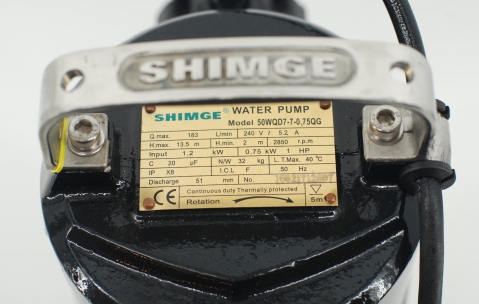 SHIMGE
SHIMGE® WATER PUMP
Model 50WQD7-7-0,75QG
Q.max. 183 L/min 240 V / 5.2 A
H.max. 13.5 m H.min. 2 m 2850 r.p.m
Input 1.2 kW 0.75 kW 1 HP
C 30 uF N/W 32 kg L.T.Max. 40 ℃
IP X8 I.CL F 50 Hz
Discharge 51 mm No.
CE Continuous duty Thermally protected
Rotation 5m